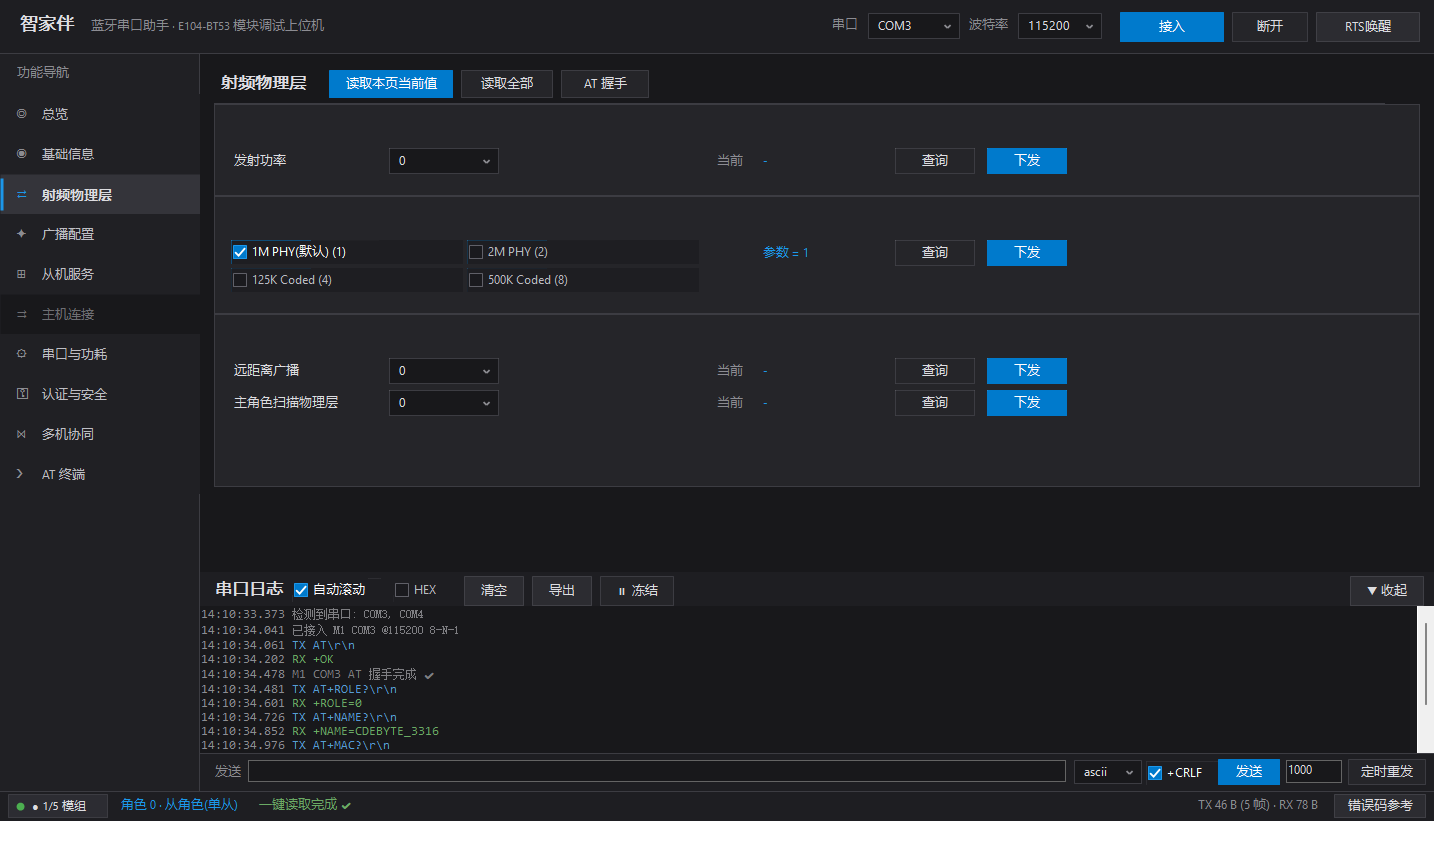 智家伴 蓝牙串口助手 · E104-BT53 模块调试上位机 串口 COM3 波特率 115200 接入 断开 RTS唤醒
功能导航
总览
基础信息
射频物理层
广播配置
从机服务
主机连接
串口与功耗
认证与安全
多机协同
AT 终端
射频物理层 读取本页当前值 读取全部 AT 握手
发射功率 0 当前 - 查询 下发
1M PHY(默认) (1) 2M PHY (2) 参数 = 1 查询 下发
125K Coded (4) 500K Coded (8)
远距离广播 0 当前 - 查询 下发
主角色扫描物理层 0 当前 - 查询 下发
串口日志 自动滚动 HEX 清空 导出 ⏸ 冻结 ▼ 收起
14:10:33.373 检测到串口: COM3, COM4
14:10:34.041 已接入 M1 COM3 @115200 8-N-1
14:10:34.061 TX AT\r\n
14:10:34.202 RX +OK
14:10:34.478 M1 COM3 AT 握手完成 ✓
14:10:34.481 TX AT+ROLE?\r\n
14:10:34.601 RX +ROLE=0
14:10:34.726 TX AT+NAME?\r\n
14:10:34.852 RX +NAME=CDEBYTE_3316
14:10:34.976 TX AT+MAC?\r\n
发送 ascii +CRLF 发送 1000 定时重发
● ● 1/5 模组 角色 0 · 从角色(单从) 一键读取完成 ✓ TX 46 B (5 帧) · RX 78 B 错误码参考